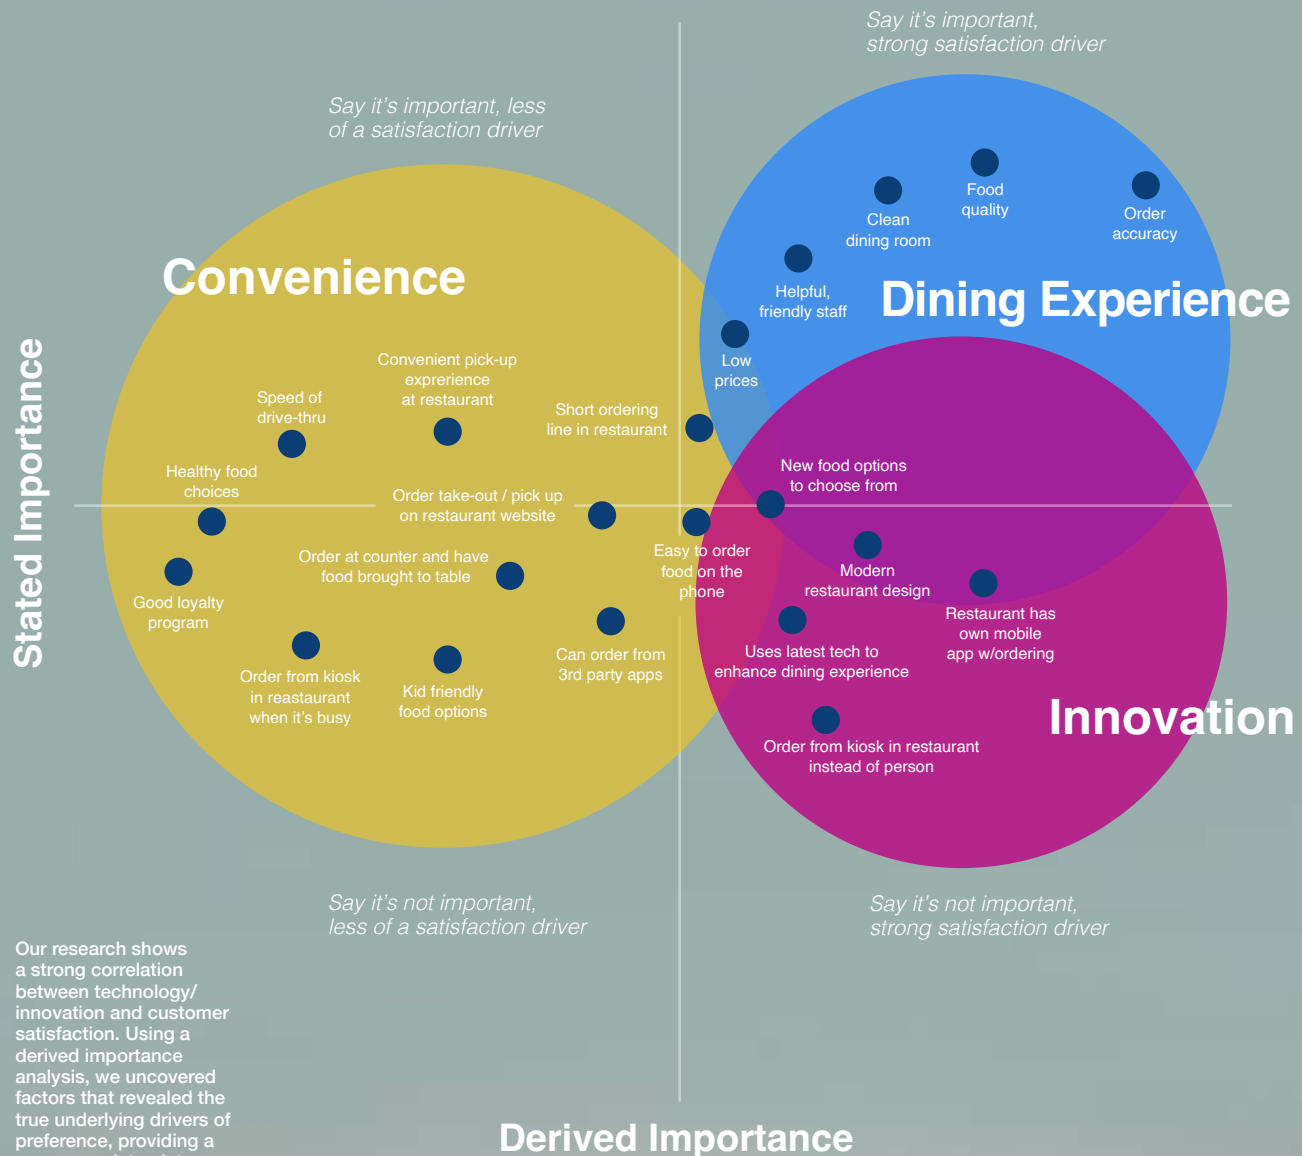 Say it's important,
strong satisfaction driver
Say it's important, less
of a satisfaction driver
Food
quality
Order
accuracy
Clean
dining room
Convenience
Helpful,
friendly staff
Dining Experience
Low
prices
Stated Importance
Convenient pick-up
exprerience
at restaurant
Speed of
drive-thru
Short ordering
line in restaurant
Healthy food
choices
New food options
to choose from
Order take-out / pick up
on restaurant website
Order at counter and have
food brought to table
Easy to order
food on the
phone
Modern
restaurant design
Good loyalty
program
Restaurant has
own mobile
app w/ordering
Can order from
3rd party apps
Uses latest tech to
enhance dining experience
Order from kiosk
in reastaurant
when it's busy
Kid friendly
food options
Innovation
Order from kiosk in restaurant
instead of person
Say it's not important,
less of a satisfaction driver
Say it's not important,
strong satisfaction driver
Our research shows
a strong correlation
between technology/
innovation and customer
satisfaction. Using a
derived importance
analysis, we uncovered
factors that revealed the
true underlying drivers of
preference, providing a
Derived Importance